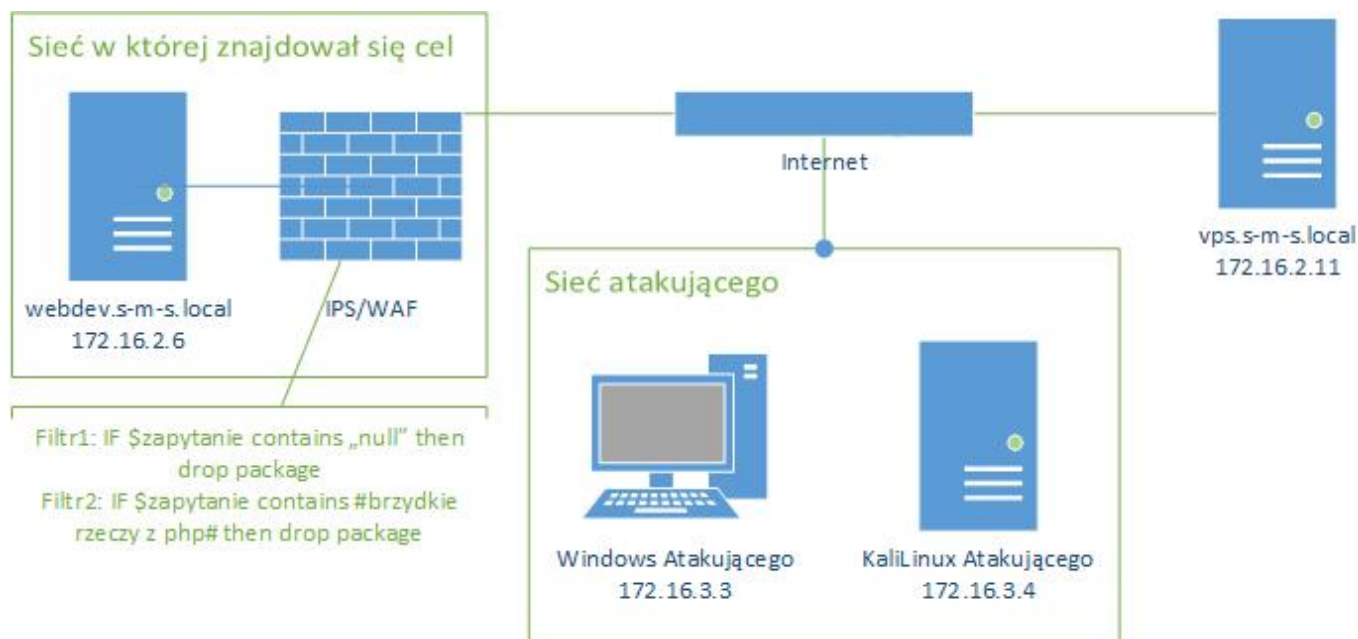 Sieć w której znajdował się cel
webdev.s-m-s.local
172.16.2.6
IPS/WAF
Internet
vps.s-m-s.local
172.16.2.11
Filtr1: IF $zapytanie contains „null” then
drop package
Filtr2: IF $zapytanie contains #brzydkie
rzeczy z php# then drop package
Sieć atakującego
Windows Atakującego
172.16.3.3
KaliLinux Atakującego
172.16.3.4